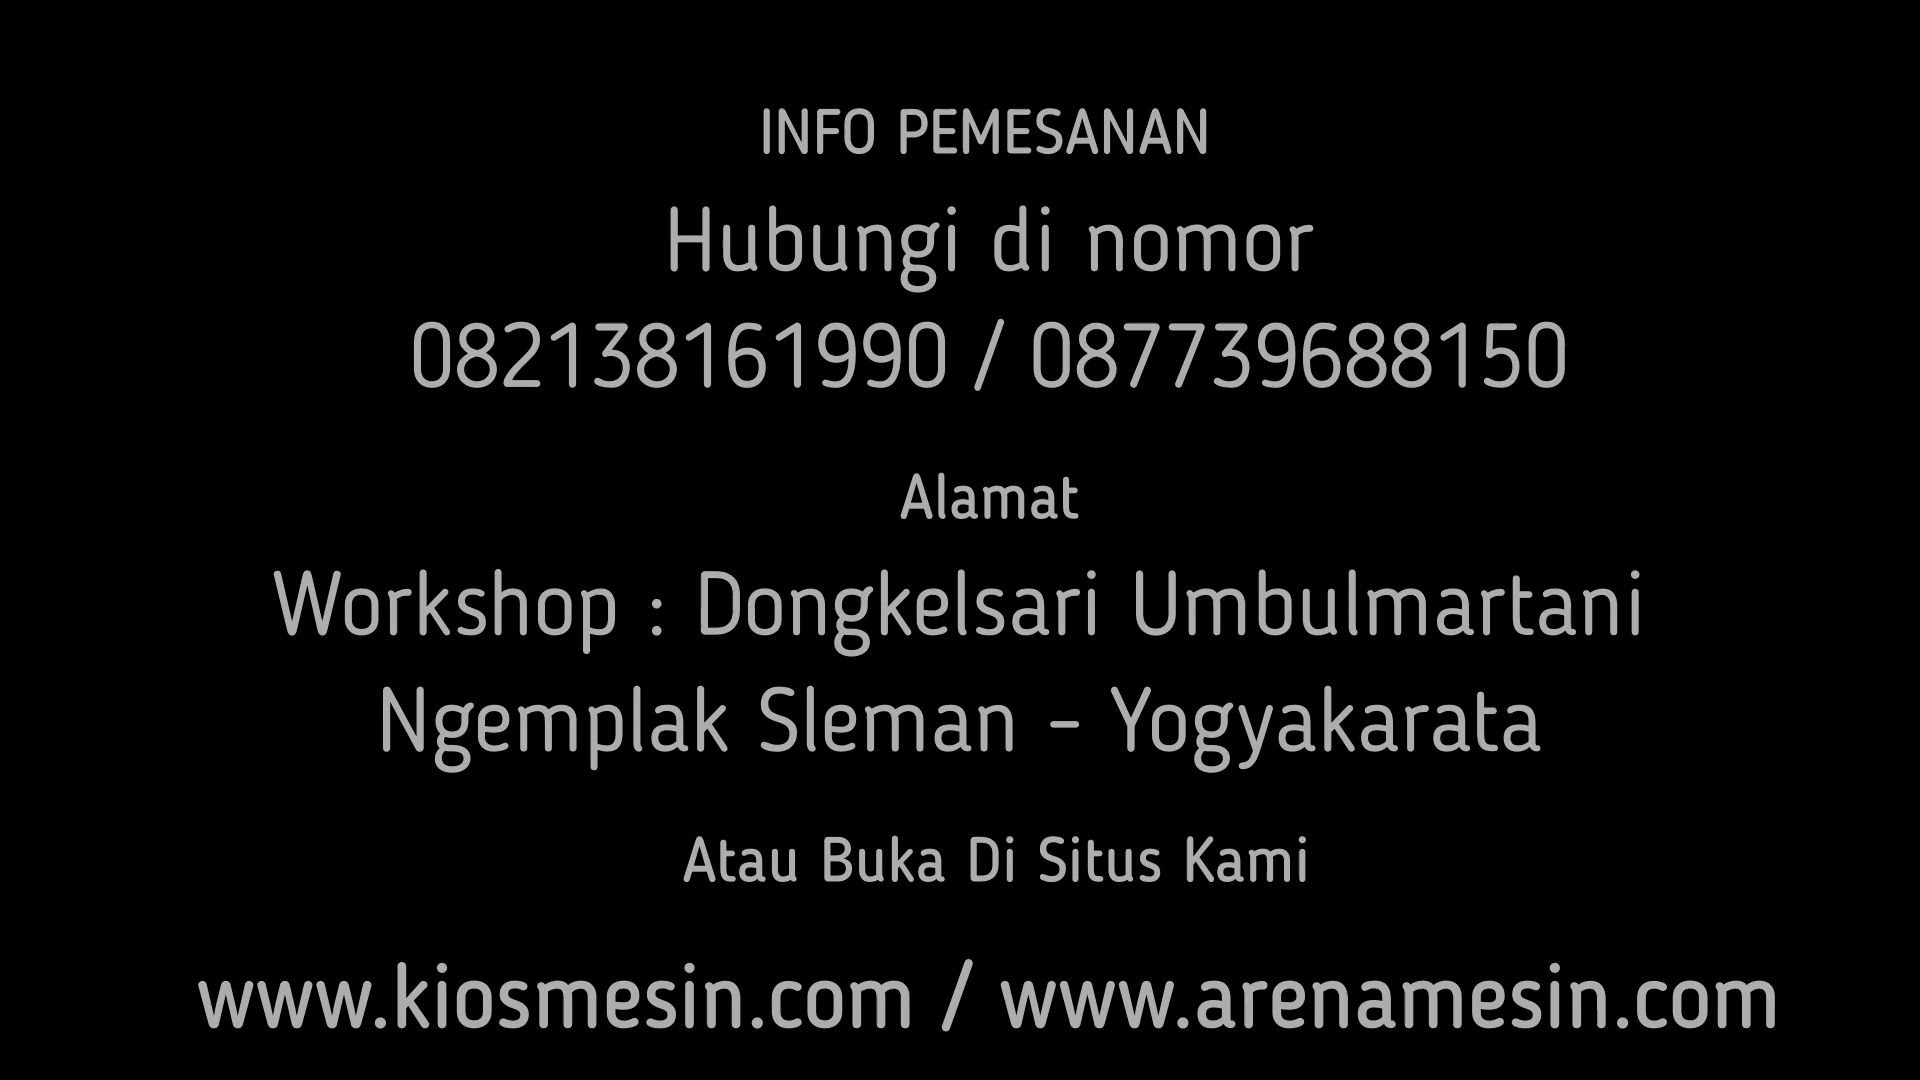 INFO PEMESANAN
Hubungi di nomor
082138161990 / 087739688150
Alamat
Workshop : Dongkelsari Umbulmartani
Ngemplak Sleman - Yogyakarata
Atau Buka Di Situs Kami
www.kiosmesin.com / www.arenamesin.com